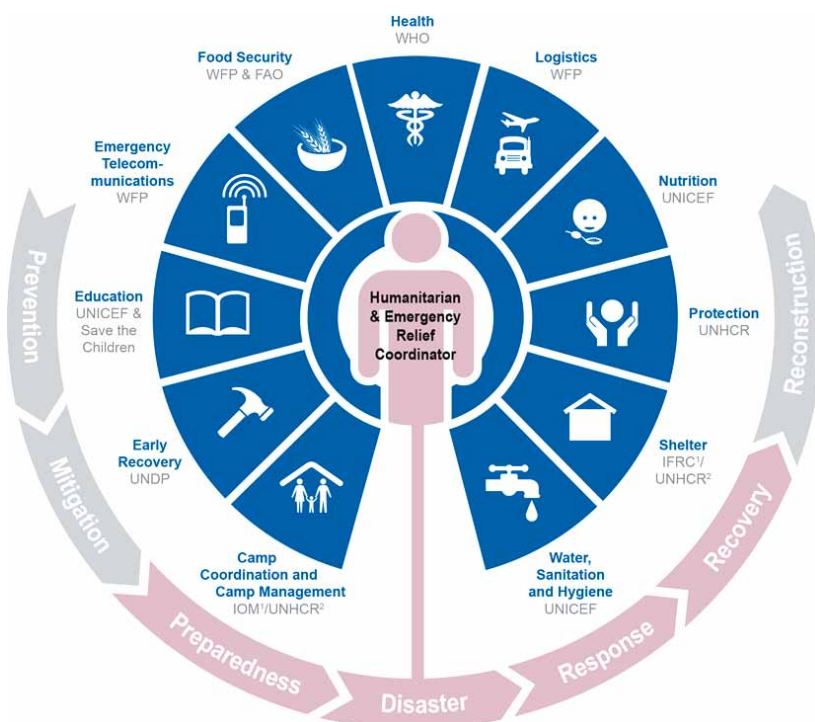 Health
WHO
Food Security
WFP & FAO
Logistics
WFP
Emergency
Telecom-
munications
WFP
Nutrition
UNICEF
Education
UNICEF &
Save the
Children
Protection
UNHCR
Humanitarian
& Emergency
Relief
Coordinator
Early
Recovery
UNDP
Shelter
IFRC¹/
UNHCR²
Camp
Coordination and
Camp Management
IOM¹/UNHCR²
Water,
Sanitation
and Hygiene
UNICEF
Prevention
Mitigation
Preparedness
Disaster
Response
Recovery
Reconstruction